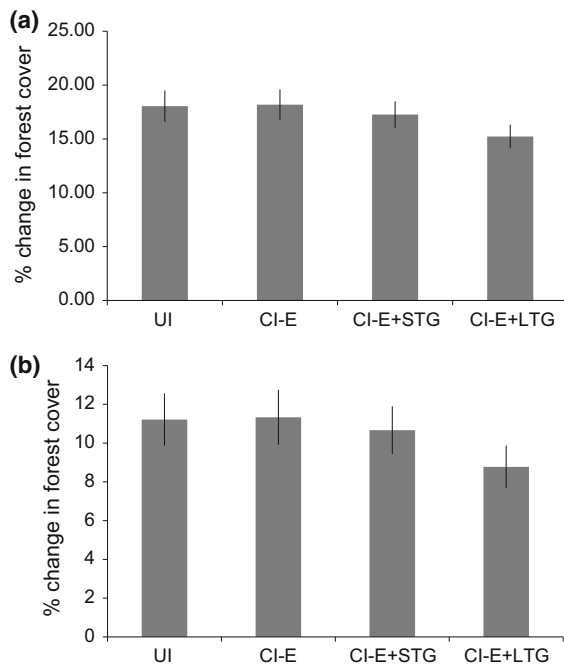 (a)
% change in forest cover
25.00
20.00
15.00
10.00
5.00
0.00
UI CI-E CI-E+STG CI-E+LTG
(b)
% change in forest cover
14
12
10
8
6
4
2
0
UI CI-E CI-E+STG CI-E+LTG